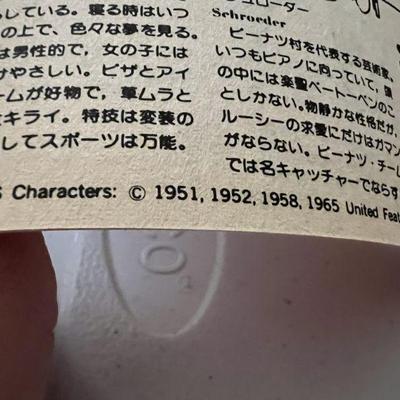 している。寝る時はいつ
の上で、色々な夢を見る。
は男性的で，女の子には
やさしい。ピザとアイ
ームが好物で，草ムラと
キライ。特技は変装の
してスポーツは万能。
ュローター
Schroeder
ピーナツ村を代表する芸術家。
いつもピアノに向っていて，頭
の中には楽聖ベートーベンのこ
としかない。物静かな性格だが，
ルーシーの求愛にだけはガマン
がならない。ピーナツ・チーム
では名キャッチャーでならす
S Characters: © 1951, 1952, 1958, 1965 United Feat